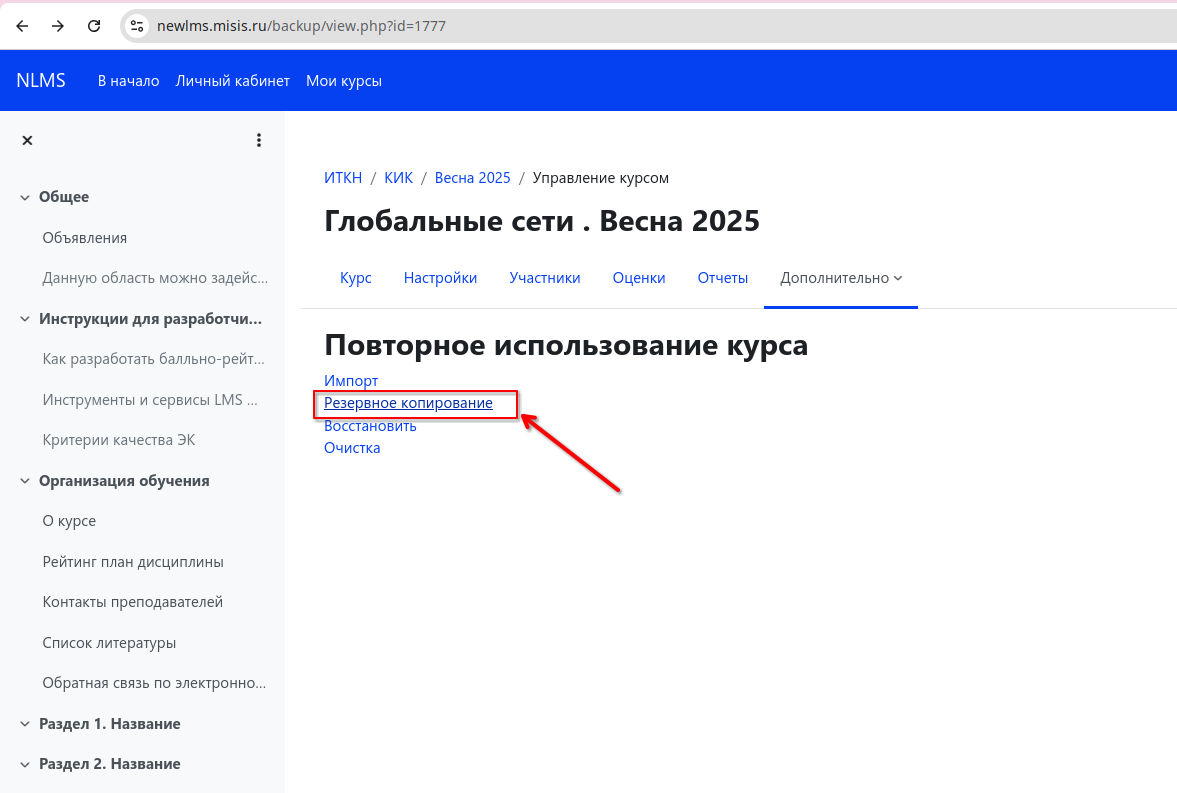 newlms.misis.ru/backup/view.php?id=1777
NLMS В начало Личный кабинет Мои курсы
Общее
Объявления
Данную область можно задейс...
Инструкции для разработчи...
Как разработать балльно-рейт...
Инструменты и сервисы LMS ...
Критерии качества ЭК
Организация обучения
О курсе
Рейтинг план дисциплины
Контакты преподавателей
Список литературы
Обратная связь по электронно...
Раздел 1. Название
Раздел 2. Название
ИТКН / КИК / Весна 2025 / Управление курсом
Глобальные сети . Весна 2025
Курс Настройки Участники Оценки Отчеты Дополнительно
Повторное использование курса
Импорт
Резервное копирование
Восстановить
Очистка